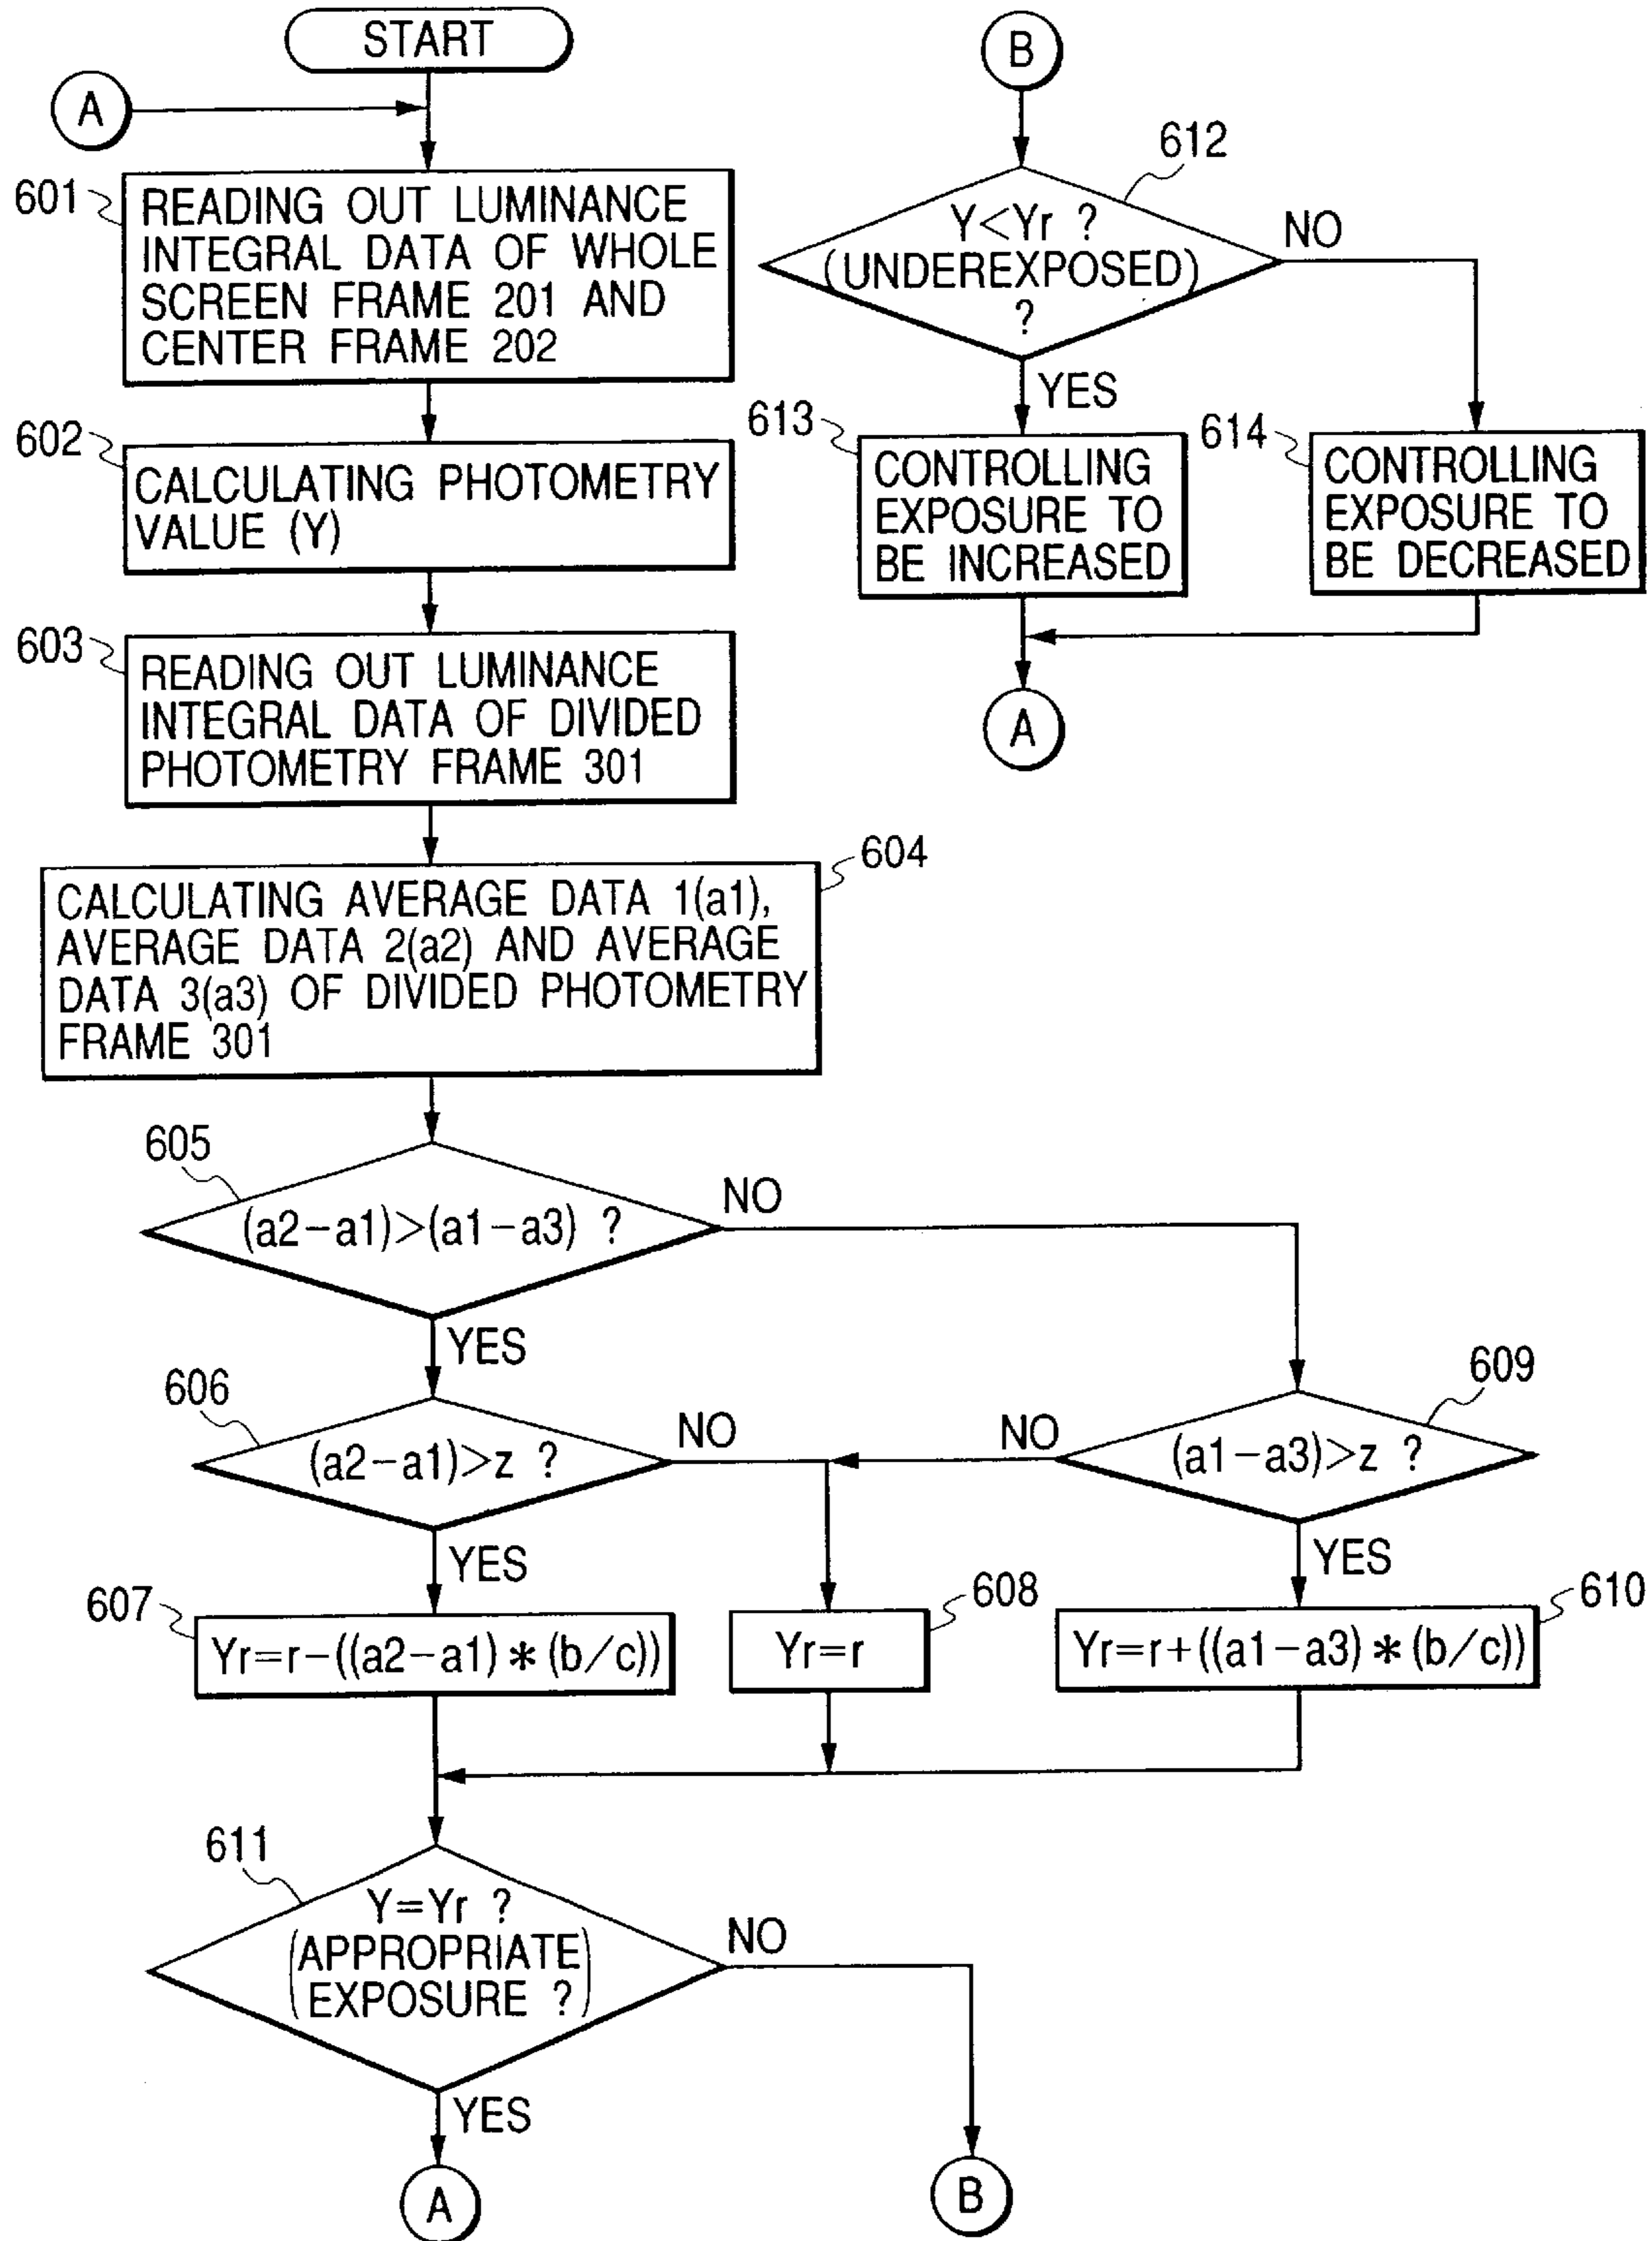 START
A
601
READING OUT LUMINANCE
INTEGRAL DATA OF WHOLE
SCREEN FRAME 201 AND
CENTER FRAME 202
602
CALCULATING PHOTOMETRY
VALUE (Y)
603
READING OUT LUMINANCE
INTEGRAL DATA OF DIVIDED
PHOTOMETRY FRAME 301
604
CALCULATING AVERAGE DATA 1(a1),
AVERAGE DATA 2(a2) AND AVERAGE
DATA 3(a3) OF DIVIDED PHOTOMETRY
FRAME 301
605
(a2-a1)>(a1-a3) ?
NO
YES
606
(a2-a1)>z ?
NO
YES
609
(a1-a3)>z ?
NO
YES
607
Yr=r-((a2-a1)*(b/c))
608
Yr=r
610
Yr=r+((a1-a3)*(b/c))
611
Y=Yr ?
(APPROPRIATE
EXPOSURE ?)
NO
YES
A
B
B
612
Y<Yr ?
(UNDEREXPOSED)
?
NO
YES
613
CONTROLLING
EXPOSURE TO
BE INCREASED
614
CONTROLLING
EXPOSURE TO
BE DECREASED
A